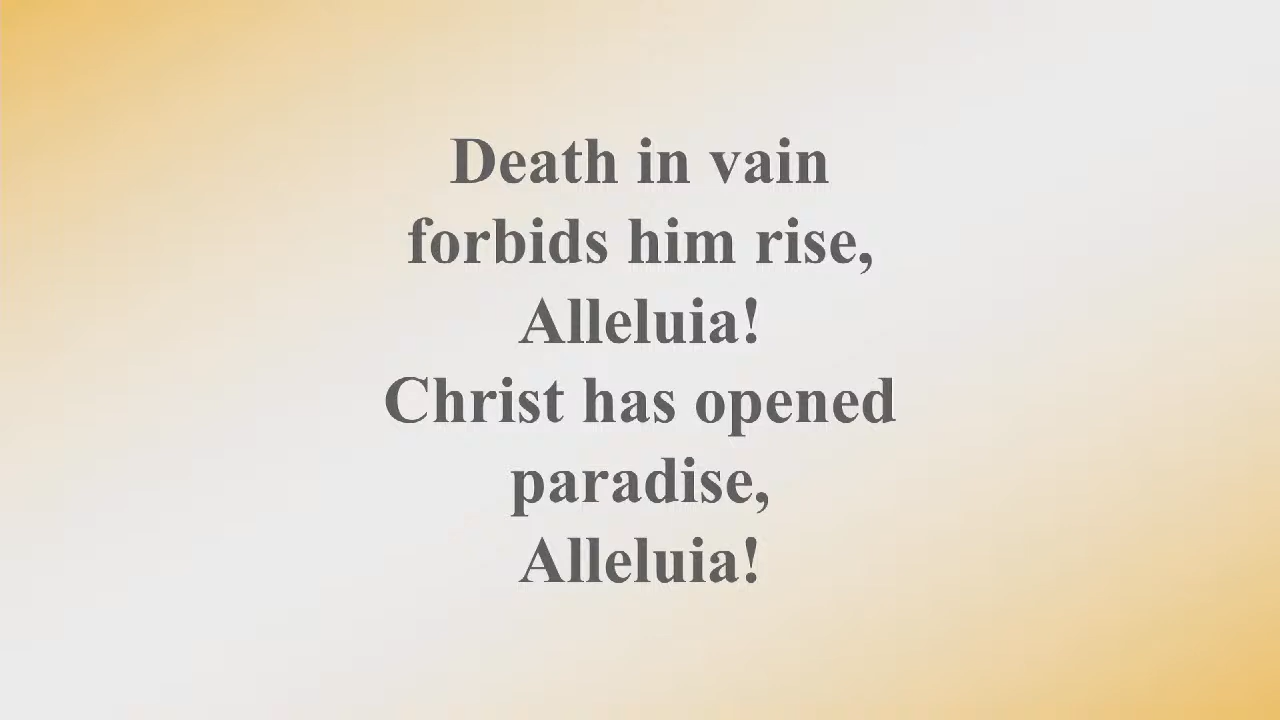 Death in vain
forbids him rise,
Alleluia!
Christ has opened
paradise,
Alleluia!